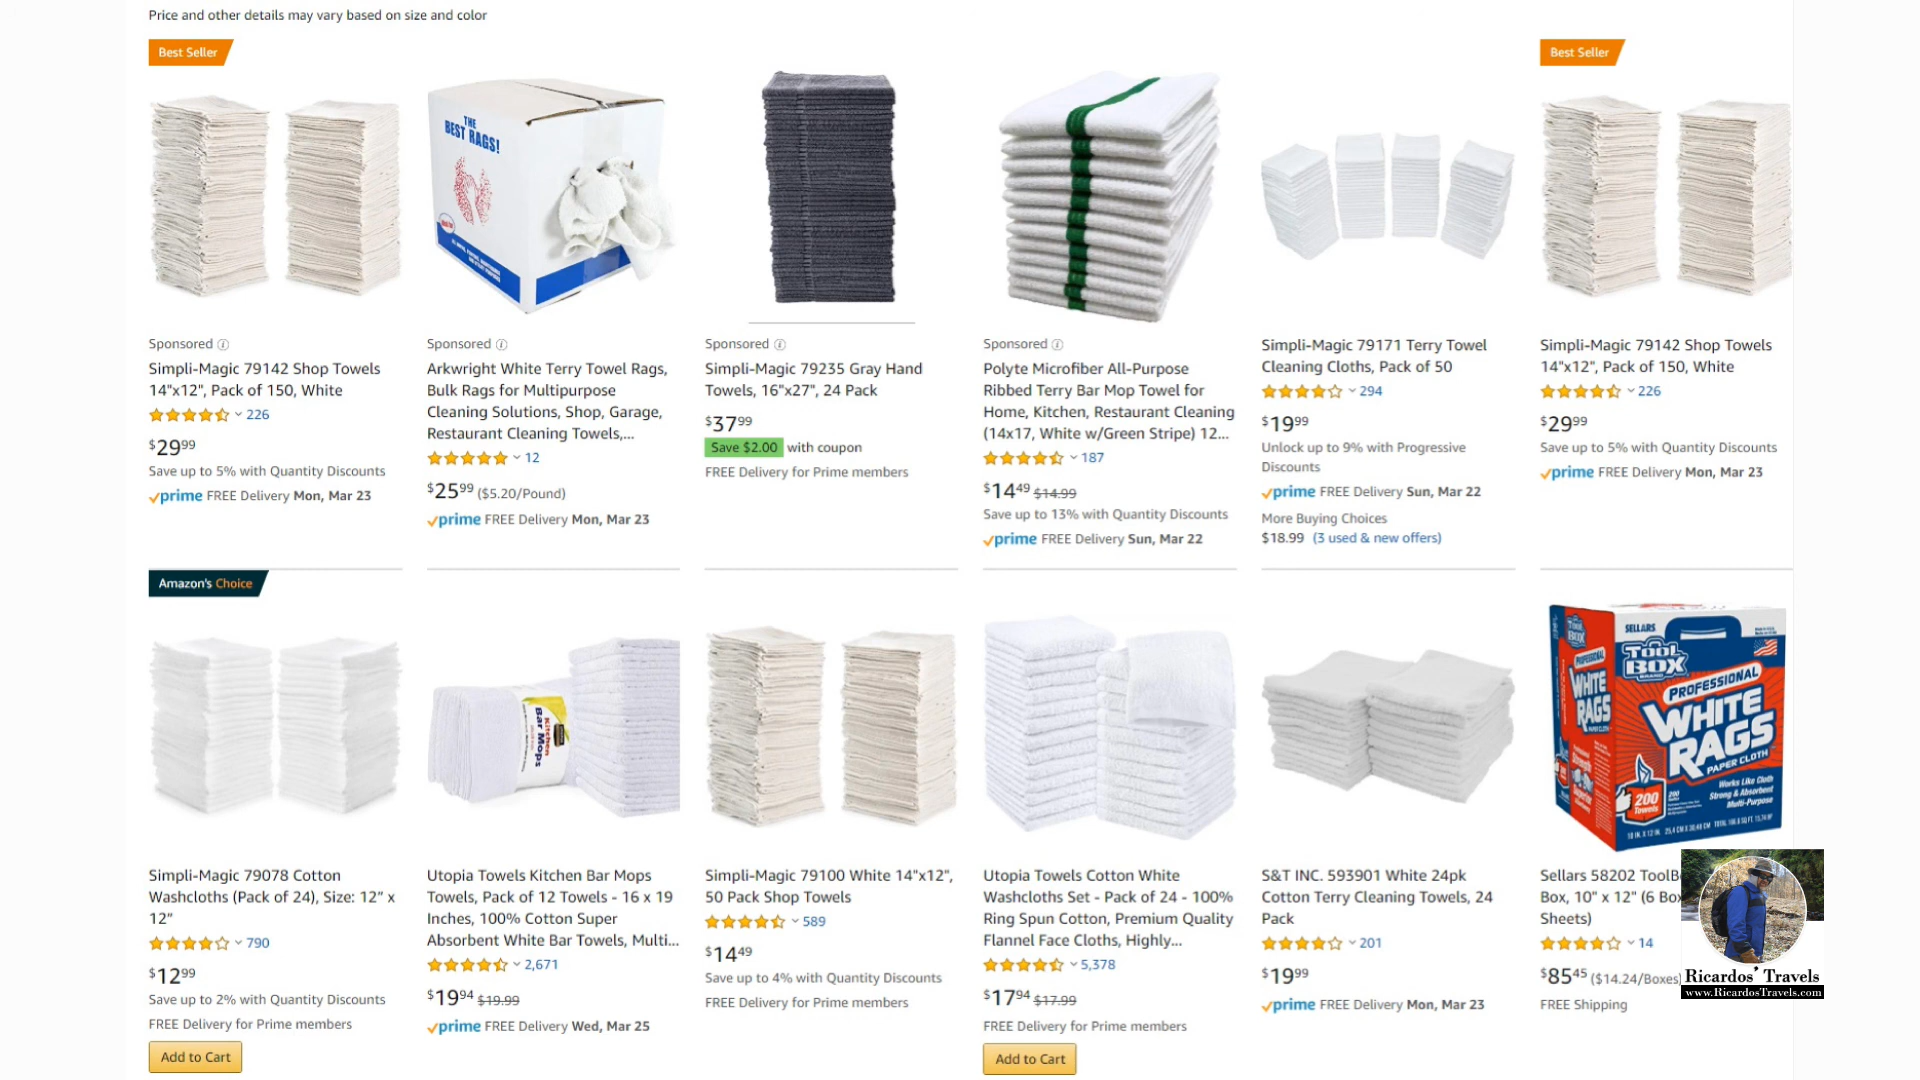 Price and other details may vary based on size and color
Best Seller
Best Seller
THE
BEST RAGS!
Sponsored
Simpli-Magic 79142 Shop Towels
14"x12", Pack of 150, White
226
$29.99
Save up to 5% with Quantity Discounts
prime FREE Delivery Mon, Mar 23
Sponsored
Arkwright White Terry Towel Rags,
Bulk Rags for Multipurpose
Cleaning Solutions, Shop, Garage,
Restaurant Cleaning Towels,...
12
$25.99 ($5.20/Pound)
prime FREE Delivery Mon, Mar 23
Sponsored
Simpli-Magic 79235 Gray Hand
Towels, 16"x27", 24 Pack
$37.99
Save $2.00 with coupon
FREE Delivery for Prime members
Sponsored
Polyte Microfiber All-Purpose
Ribbed Terry Bar Mop Towel for
Home, Kitchen, Restaurant Cleaning
(14x17, White w/Green Stripe) 12...
187
$14.49 $14.99
Save up to 13% with Quantity Discounts
prime FREE Delivery Sun, Mar 22
Simpli-Magic 79171 Terry Towel
Cleaning Cloths, Pack of 50
294
$19.99
Unlock up to 9% with Progressive
Discounts
prime FREE Delivery Sun, Mar 22
More Buying Choices
$18.99 (3 used & new offers)
Simpli-Magic 79142 Shop Towels
14"x12", Pack of 150, White
226
$29.99
Save up to 5% with Quantity Discounts
prime FREE Delivery Mon, Mar 23
Amazon's Choice
Simpli-Magic 79078 Cotton
Washcloths (Pack of 24), Size: 12” x
12”
790
$12.99
Save up to 2% with Quantity Discounts
FREE Delivery for Prime members
Add to Cart
Kitchen
Bar Mops
Utopia Towels Kitchen Bar Mops
Towels, Pack of 12 Towels - 16 x 19
Inches, 100% Cotton Super
Absorbent White Bar Towels, Multi...
2,671
$19.94 $19.99
prime FREE Delivery Wed, Mar 25
Simpli-Magic 79100 White 14"x12",
50 Pack Shop Towels
589
$14.49
Save up to 4% with Quantity Discounts
FREE Delivery for Prime members
Utopia Towels Cotton White
Washcloths Set - Pack of 24 - 100%
Ring Spun Cotton, Premium Quality
Flannel Face Cloths, Highly...
5,378
$17.94 $17.99
FREE Delivery for Prime members
Add to Cart
S&T INC. 593901 White 24pk
Cotton Terry Cleaning Towels, 24
Pack
201
$19.99
prime FREE Delivery Mon, Mar 23
SELLARS
TOOL
BOX
PROFESSIONAL
WHITE
RAGS
PAPER CLOTH
Works Like Cloth
Strong & Absorbent
Multi-Purpose
200
Towels
PROFESSIONAL
WHITE
RAGS
Sellars 58202 ToolB
Box, 10" x 12" (6 Box
Sheets)
14
$85.45 ($14.24/Boxes)
FREE Shipping
Ricardos' Travels
www.RicardosTravels.com